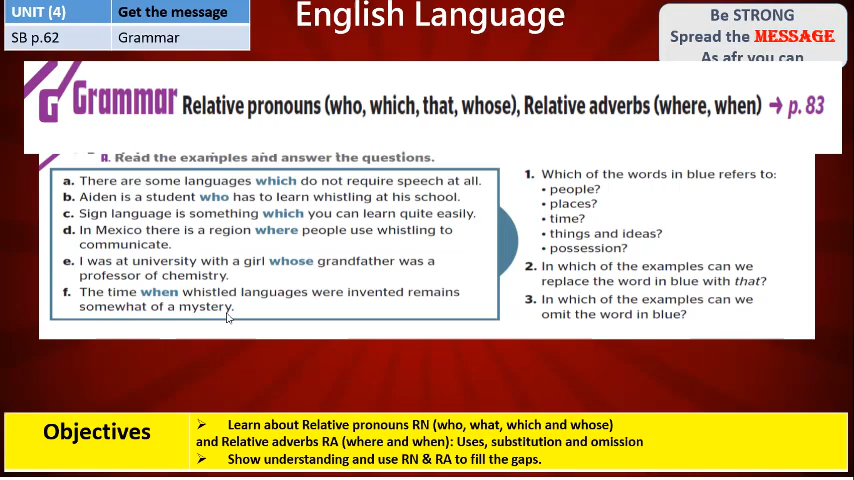 UNIT (4)
Get the message
SB p.62
Grammar
English Language
Be STRONG
Spread the MESSAGE
As afr you can
G Grammar Relative pronouns (who, which, that, whose), Relative adverbs (where, when) → p. 83
A. Read the examples and answer the questions.
a. There are some languages which do not require speech at all.
b. Aiden is a student who has to learn whistling at his school.
c. Sign language is something which you can learn quite easily.
d. In Mexico there is a region where people use whistling to
communicate.
e. I was at university with a girl whose grandfather was a
professor of chemistry.
f. The time when whistled languages were invented remains
somewhat of a mystery.
1. Which of the words in blue refers to:
• people?
• places?
• time?
• things and ideas?
• possession?
2. In which of the examples can we
replace the word in blue with that?
3. In which of the examples can we
omit the word in blue?
Objectives
➢ Learn about Relative pronouns RN (who, what, which and whose)
and Relative adverbs RA (where and when): Uses, substitution and omission
➢ Show understanding and use RN & RA to fill the gaps.